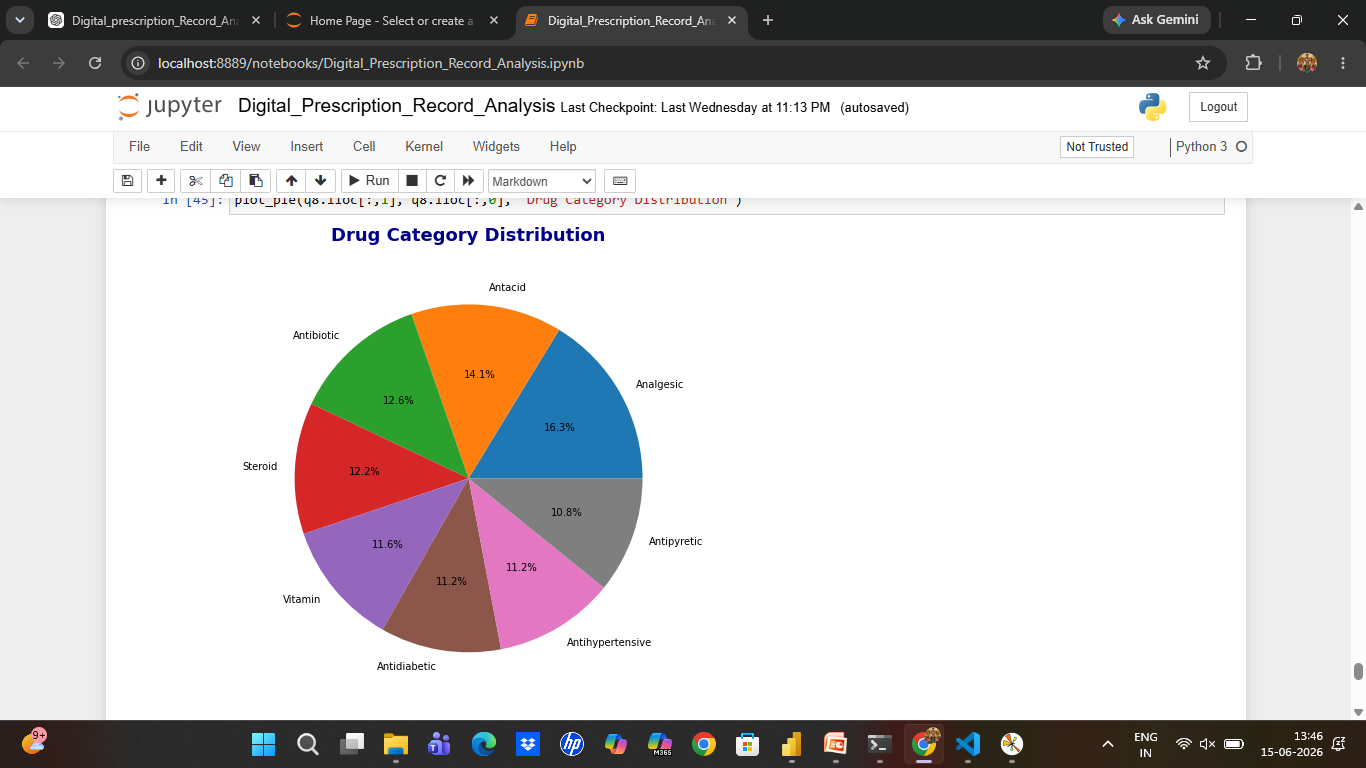 Digital_prescription_Record_An
Home Page - Select or create a
Digital_Prescription_Record_An
Ask Gemini
localhost:8889/notebooks/Digital_Prescription_Record_Analysis.ipynb
jupyter Digital_Prescription_Record_Analysis Last Checkpoint: Last Wednesday at 11:13 PM (autosaved)
Logout
File Edit View Insert Cell Kernel Widgets Help
Not Trusted
Python 3
Run
Markdown
In [45]: plot_pie(q8.iloc[:,1], q8.iloc[:,0], "Drug Category Distribution")
Drug Category Distribution
Antacid
Antibiotic
14.1%
Analgesic
12.6%
16.3%
Steroid
12.2%
10.8%
Antipyretic
11.6%
11.2%
11.2%
Vitamin
Antihypertensive
Antidiabetic
9+
M365
ENG
IN
13:46
15-06-2026